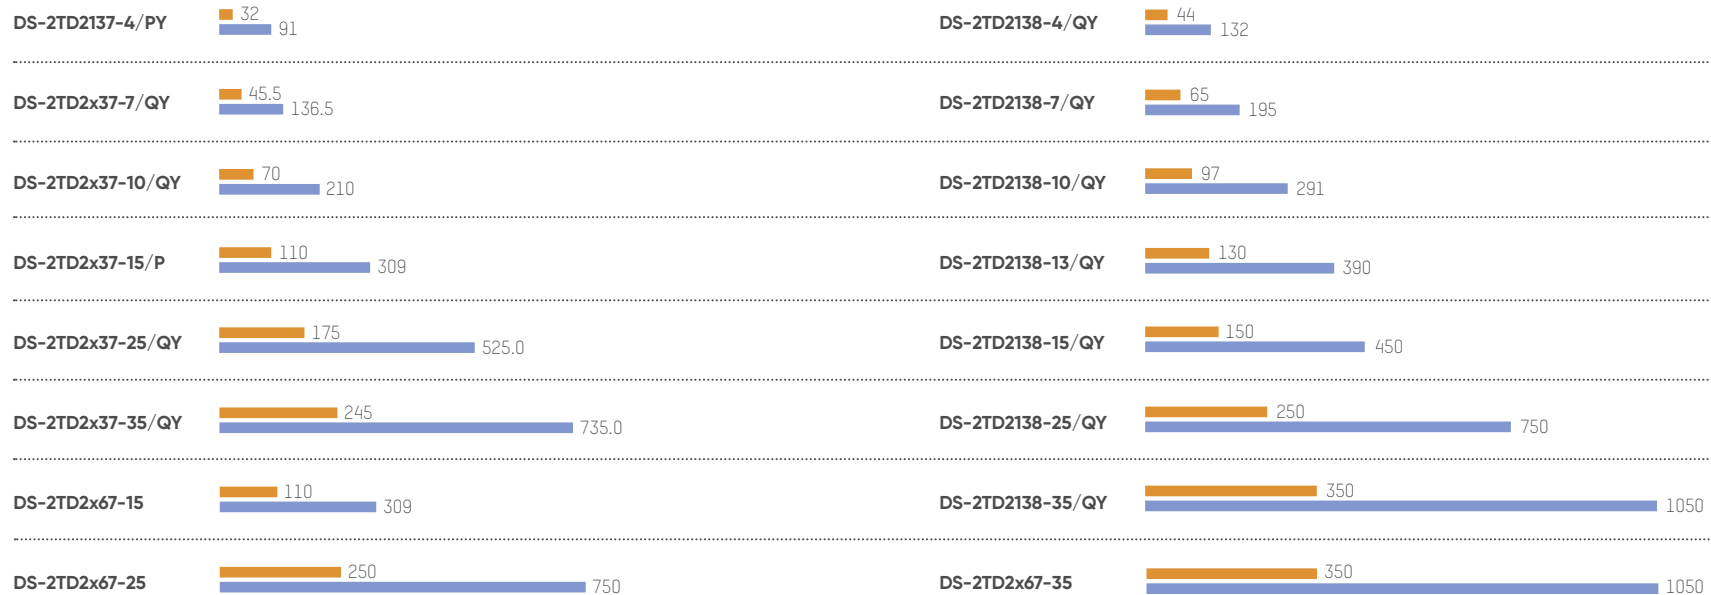 DS-2TD2137-4/PY 32 91
DS-2TD2138-4/QY 44 132
DS-2TD2x37-7/QY 45.5 136.5
DS-2TD2138-7/QY 65 195
DS-2TD2x37-10/QY 70 210
DS-2TD2138-10/QY 97 291
DS-2TD2x37-15/P 110 309
DS-2TD2138-13/QY 130 390
DS-2TD2x37-25/QY 175 525.0
DS-2TD2138-15/QY 150 450
DS-2TD2x37-35/QY 245 735.0
DS-2TD2138-25/QY 250 750
DS-2TD2x67-15 110 309
DS-2TD2138-35/QY 350 1050
DS-2TD2x67-25 250 750
DS-2TD2x67-35 350 1050